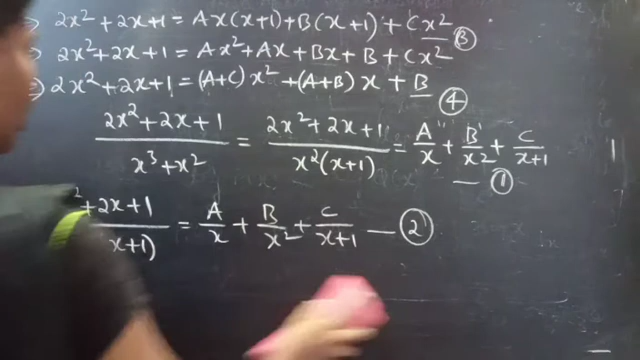 2x² + 2x + 1 = Ax(x+1) + B(x+1) + Cx² ③
2x² + 2x + 1 = Ax² + Ax + Bx + B + Cx²
⇒ 2x² + 2x + 1 = (A+C)x² + (A+B)x + B ④
(2x² + 2x + 1)/(x³ + x²) = (2x² + 2x + 1)/(x²(x+1)) = A/x + B/x² + C/(x+1) — ①
² + 2x + 1 / x+1) = A/x + B/x² + C/(x+1) — ②